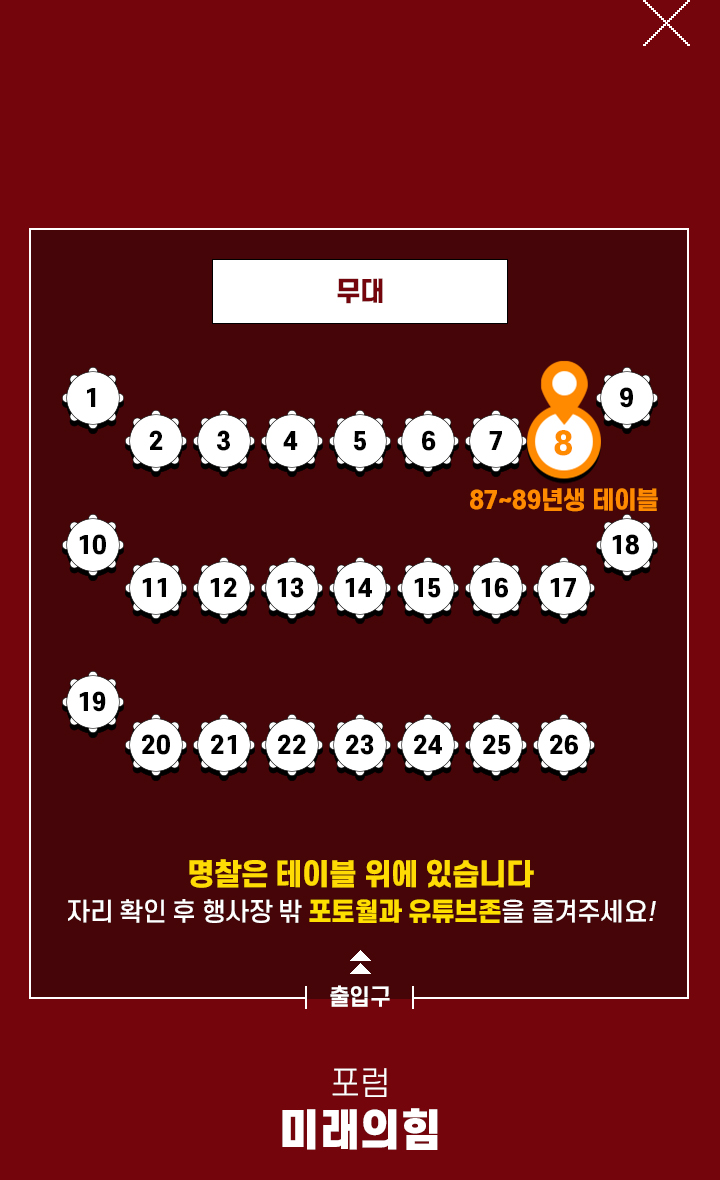 무대
1
9
2 3 4 5 6 7 8
87~89년생 테이블
10
18
11 12 13 14 15 16 17
19
20 21 22 23 24 25 26
명찰은 테이블 위에 있습니다
자리 확인 후 행사장 밖 포토월과 유튜브존을 즐겨주세요!
출입구
포럼
미래의힘